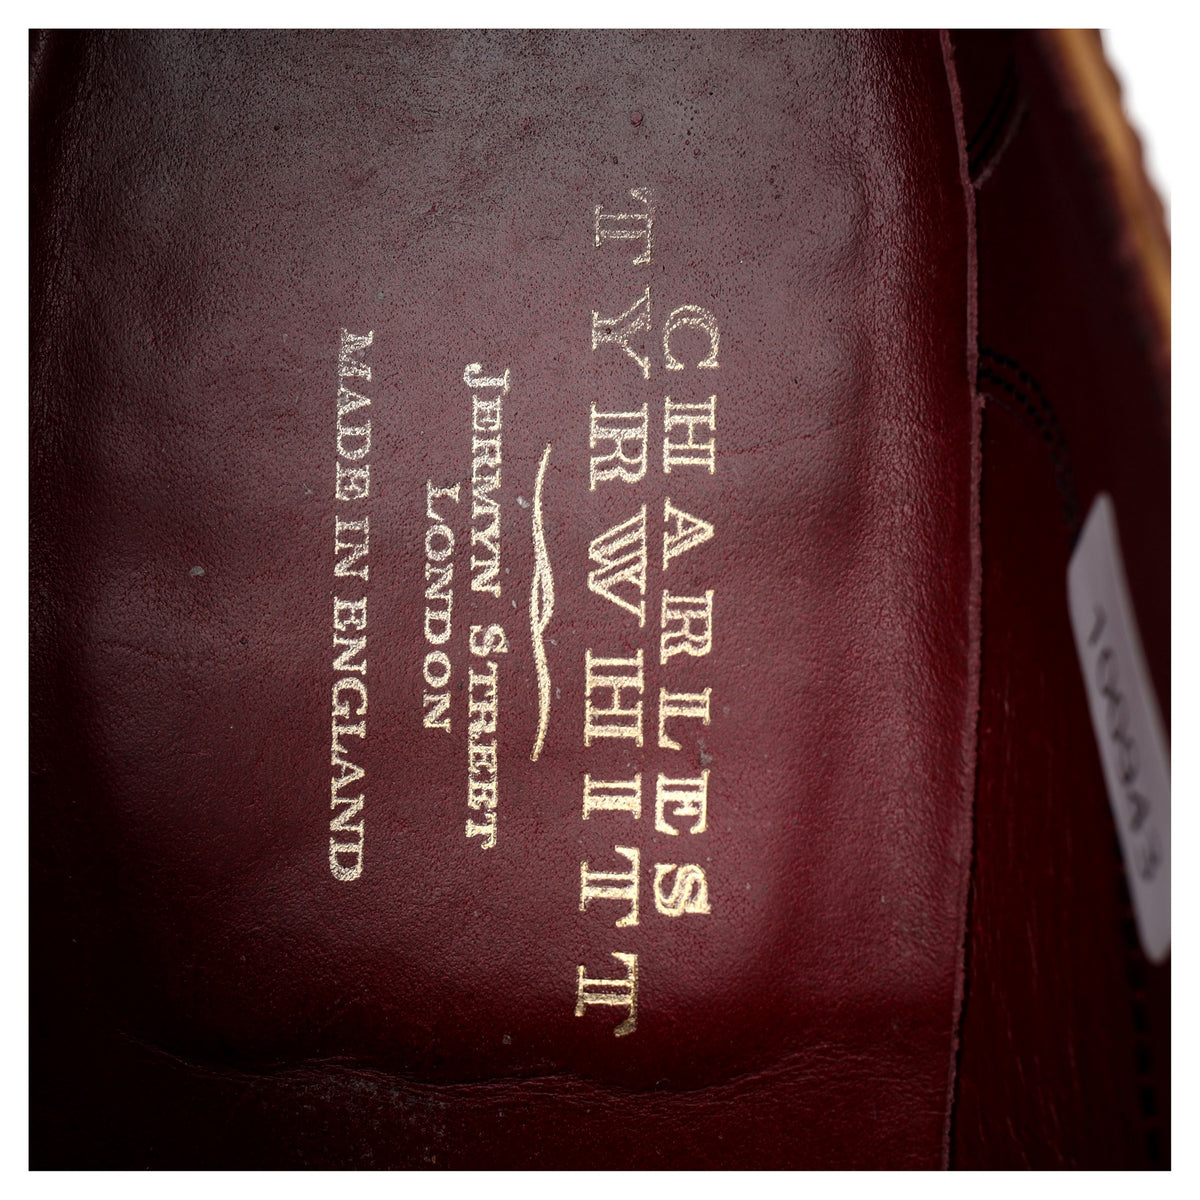 CHARLES
TYRWHITT
JERMYN STREET
LONDON
MADE IN ENGLAND